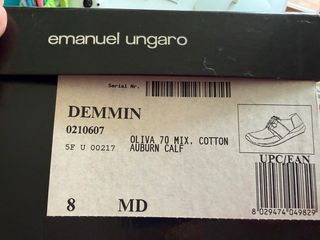 emanuel ungaro
Serial Nr.
DEMMIN
0210607
5F U 00217
OLIVA 70 MIX. COTTON
AUBURN CALF
UPC/EAN
8 MD
8 029474 049829